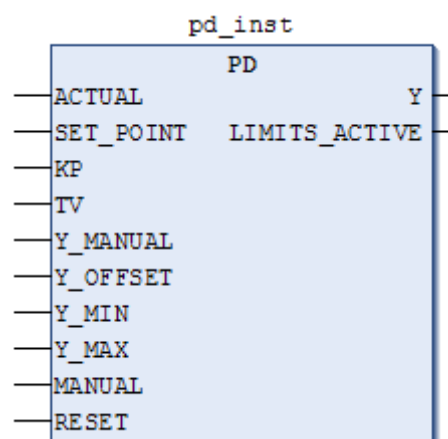 pd_inst
PD
ACTUAL Y
SET_POINT LIMITS_ACTIVE
KP
TV
Y_MANUAL
Y_OFFSET
Y_MIN
Y_MAX
MANUAL
RESET